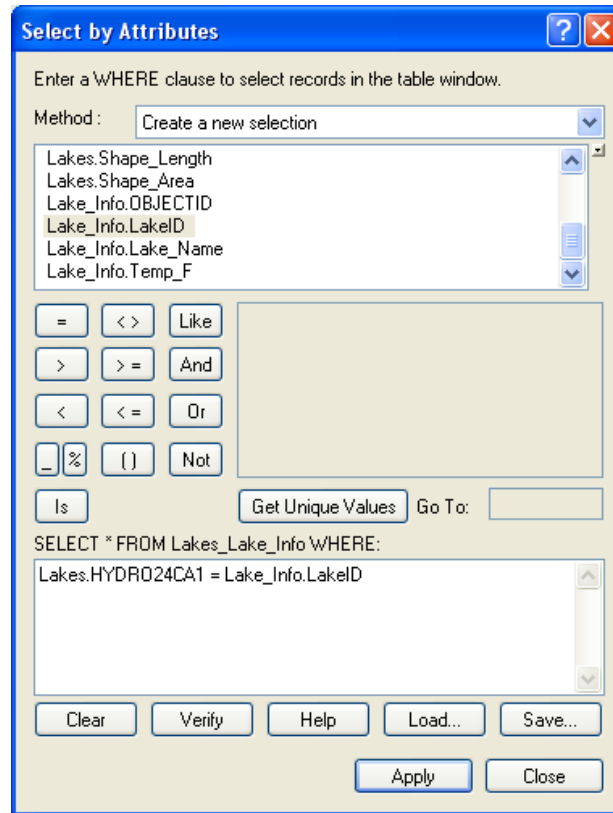 Select by Attributes
Enter a WHERE clause to select records in the table window.
Method : Create a new selection
Lakes.Shape_Length
Lakes.Shape_Area
Lake_Info.OBJECTID
Lake_Info.LakeID
Lake_Info.Lake_Name
Lake_Info.Temp_F
= < > Like
> > = And
< < = Or
_ % ( ) Not
Is Get Unique Values Go To:
SELECT * FROM Lakes_Lake_Info WHERE:
Lakes.HYDRO24CA1 = Lake_Info.LakeID
Clear Verify Help Load... Save...
Apply Close